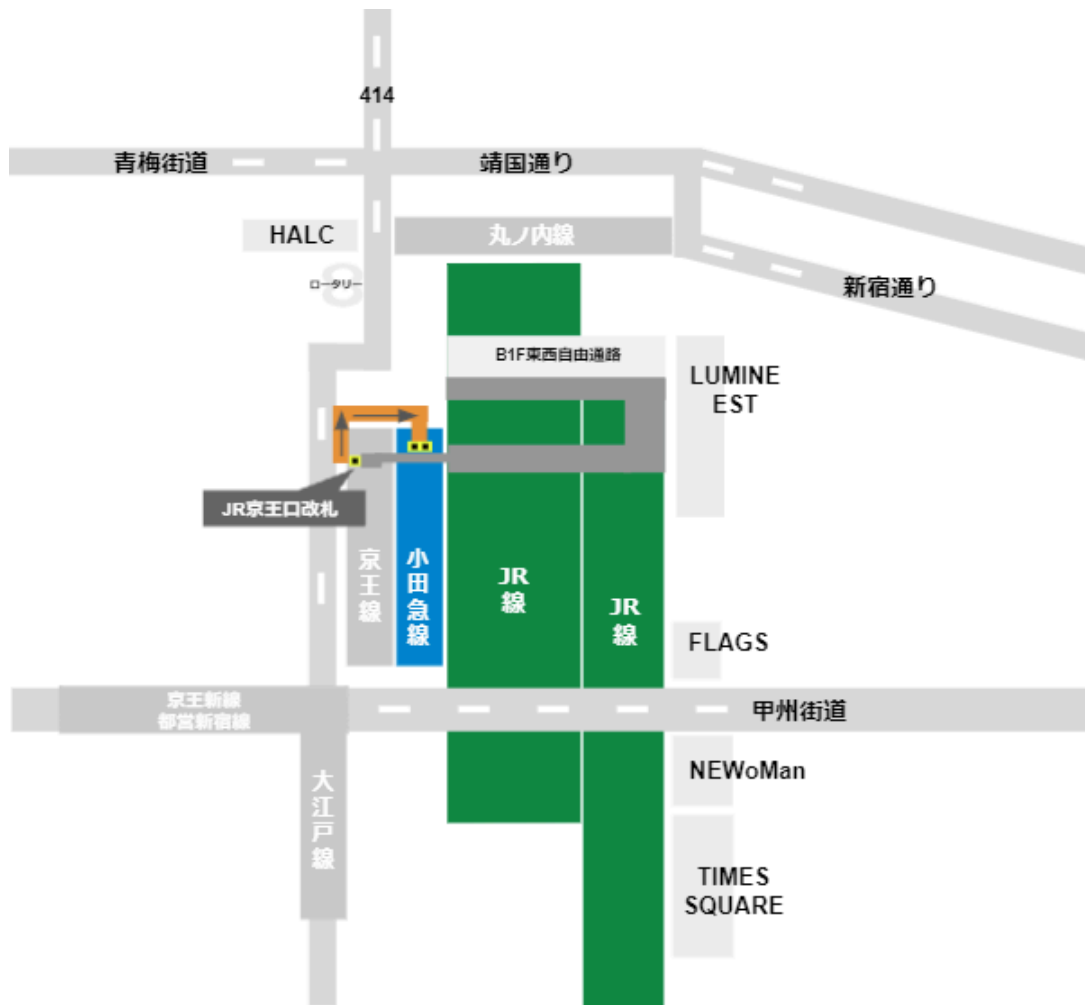 414
青梅街道
靖国通り
HALC
丸ノ内線
ロータリー
8
新宿通り
B1F東西自由通路
LUMINE
EST
JR京王口改札
京王線
小田急線
JR
線
JR
線
FLAGS
京王新線
都営新宿線
甲州街道
NEWoMan
大江戸線
TIMES
SQUARE